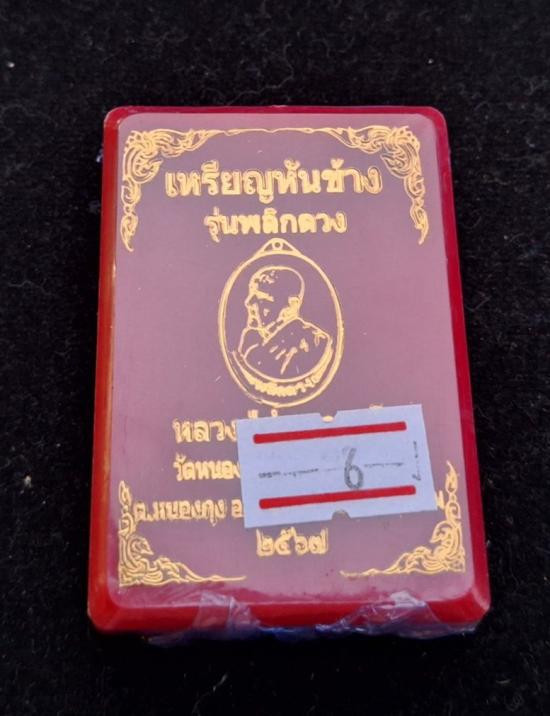 เหรียญหันข้าง
รุ่นพลิกดวง
พลิกดวง
หลวง
วัดหนอง
6
ต.หนองกุง อ
๒๕๖๗